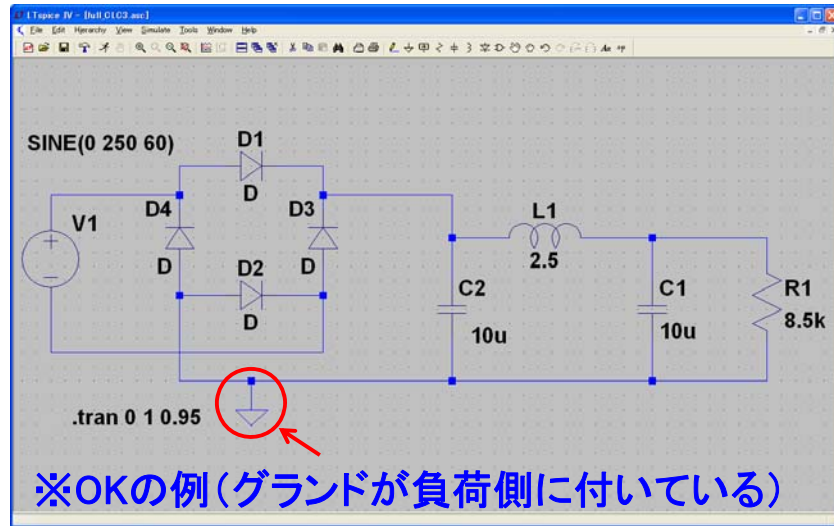 LTspice IV - [full_CLC3.asc]
File Edit Hierarchy View Simulate Tools Window Help
SINE(0 250 60)
D1
D
V1
D4
D
D3
D
D2
D
L1
2.5
C2
10u
C1
10u
R1
8.5k
.tran 0 1 0.95
※OKの例(グランドが負荷側に付いている)